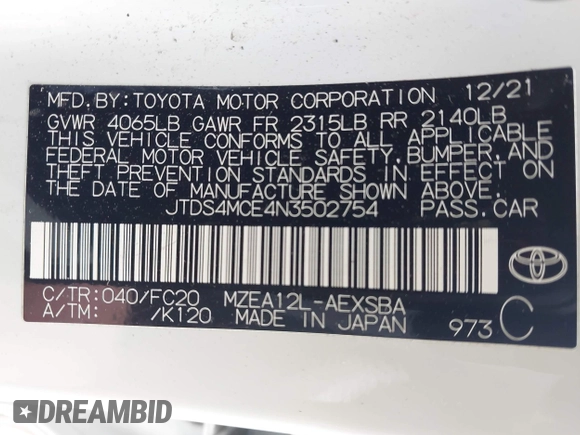 MFD. BY: TOYOTA MOTOR CORPORATION 12/21
GVWR 4065LB GAWR FR 2315LB RR 2140LB
THIS VEHICLE CONFORMS TO ALL APPLICABLE
FEDERAL MOTOR VEHICLE SAFETY, BUMPER, AND
THEFT PREVENTION STANDARDS IN EFFECT ON
THE DATE OF MANUFACTURE SHOWN ABOVE.
JTDS4MCE4N3502754 PASS.CAR
TOYOTA
C/TR: 040/FC20 MZEA12L-AEXSBA
A/TM: /K120 MADE IN JAPAN 973 C
DREAMBID